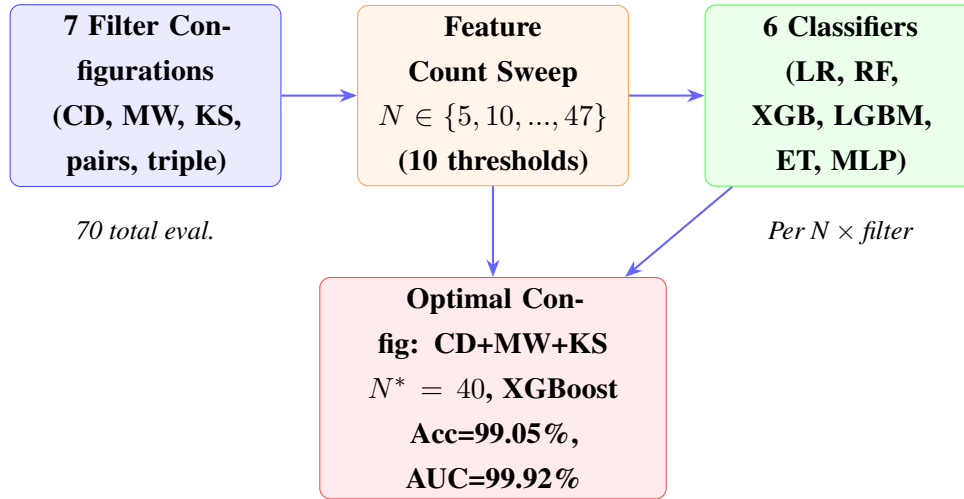 7 Filter Con-
figurations
(CD, MW, KS,
pairs, triple)
Feature
Count Sweep
N ∈ {5, 10, ..., 47}
(10 thresholds)
6 Classifiers
(LR, RF,
XGB, LGBM,
ET, MLP)
70 total eval.
Per N × filter
Optimal Con-
fig: CD+MW+KS
N* = 40, XGBoost
Acc=99.05%,
AUC=99.92%